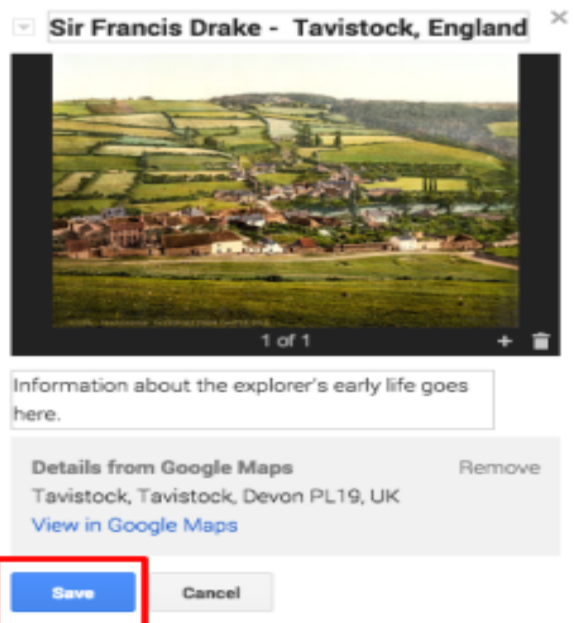 Sir Francis Drake - Tavistock, England
1 of 1
Information about the explorer's early life goes
here.
Details from Google Maps
Remove
Tavistock, Tavistock, Devon PL19, UK
View in Google Maps
Save
Cancel